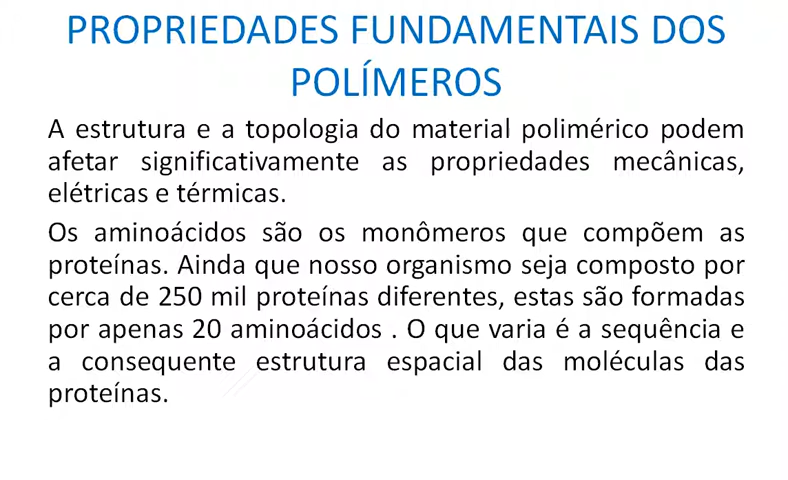 PROPRIEDADES FUNDAMENTAIS DOS
POLÍMEROS
A estrutura e a topologia do material polimérico podem
afetar significativamente as propriedades mecânicas,
elétricas e térmicas.
Os aminoácidos são os monômeros que compõem as
proteínas. Ainda que nosso organismo seja composto por
cerca de 250 mil proteínas diferentes, estas são formadas
por apenas 20 aminoácidos . O que varia é a sequência e
a consequente estrutura espacial das moléculas das
proteínas.